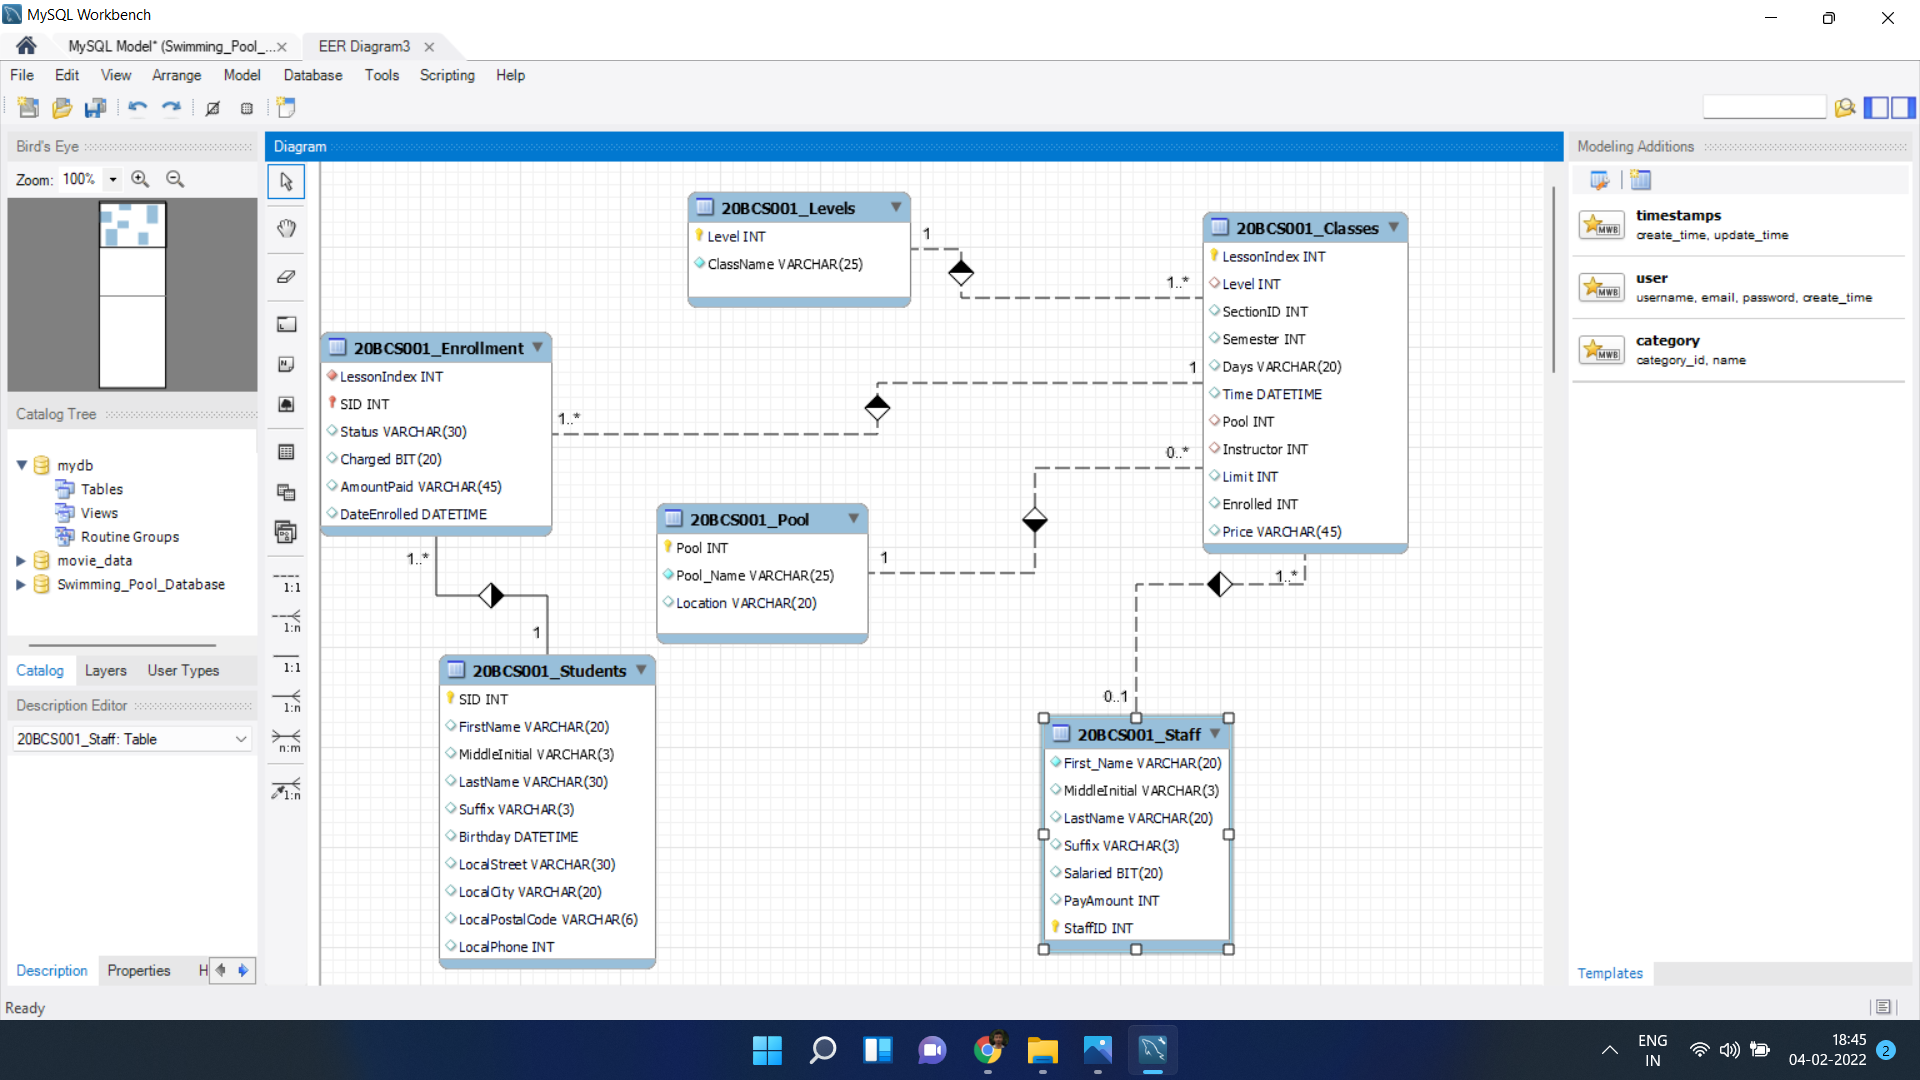 MySQL Workbench
MySQL Model* (Swimming_Pool_...
EER Diagram3
File Edit View Arrange Model Database Tools Scripting Help
Bird's Eye
Zoom: 100%
Catalog Tree
mydb
Tables
Views
Routine Groups
movie_data
Swimming_Pool_Database
Catalog Layers User Types
Description Editor
20BCS001_Staff: Table
Description Properties H
Ready
Diagram
1:1
1:n
1:1
1:n
n:m
1:n
20BCS001_Levels
Level INT
ClassName VARCHAR(25)
1
1..*
20BCS001_Classes
LessonIndex INT
Level INT
SectionID INT
Semester INT
Days VARCHAR(20)
Time DATETIME
Pool INT
Instructor INT
Limit INT
Enrolled INT
Price VARCHAR(45)
20BCS001_Enrollment
LessonIndex INT
SID INT
Status VARCHAR(30)
Charged BIT(20)
AmountPaid VARCHAR(45)
DateEnrolled DATETIME
1..*
1
0..*
1..*
1
20BCS001_Pool
Pool INT
Pool_Name VARCHAR(25)
Location VARCHAR(20)
1
1..*
0..1
20BCS001_Students
SID INT
FirstName VARCHAR(20)
MiddleInitial VARCHAR(3)
LastName VARCHAR(30)
Suffix VARCHAR(3)
Birthday DATETIME
LocalStreet VARCHAR(30)
LocalCity VARCHAR(20)
LocalPostalCode VARCHAR(6)
LocalPhone INT
20BCS001_Staff
First_Name VARCHAR(20)
MiddleInitial VARCHAR(3)
LastName VARCHAR(20)
Suffix VARCHAR(3)
Salaried BIT(20)
PayAmount INT
StaffID INT
Modeling Additions
MWB
timestamps
create_time, update_time
MWB
user
username, email, password, create_time
MWB
category
category_id, name
Templates
ENG
IN
18:45
04-02-2022
2